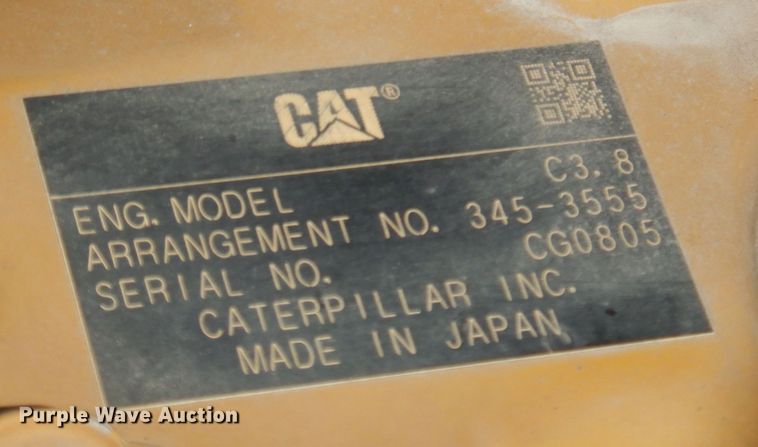 CAT®
ENG. MODEL C3.8
ARRANGEMENT NO. 345-3555
SERIAL NO. CG0805
CATERPILLAR INC.
MADE IN JAPAN
Purple Wave Auction